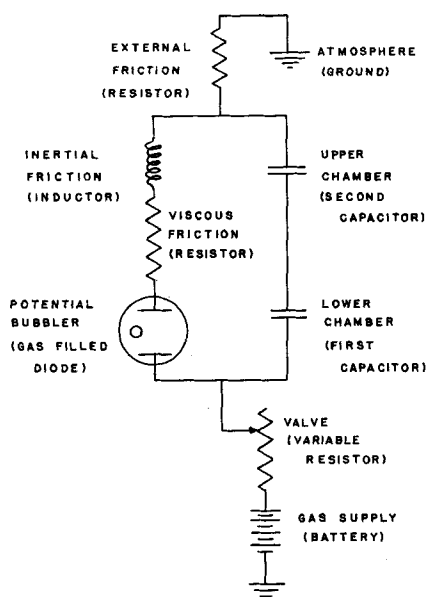 EXTERNAL
FRICTION
(RESISTOR)
ATMOSPHERE
(GROUND)
INERTIAL
FRICTION
(INDUCTOR)
VISCOUS
FRICTION
(RESISTOR)
UPPER
CHAMBER
(SECOND
CAPACITOR)
POTENTIAL
BUBBLER
(GAS FILLED
DIODE)
LOWER
CHAMBER
(FIRST
CAPACITOR)
VALVE
(VARIABLE
RESISTOR)
GAS SUPPLY
(BATTERY)